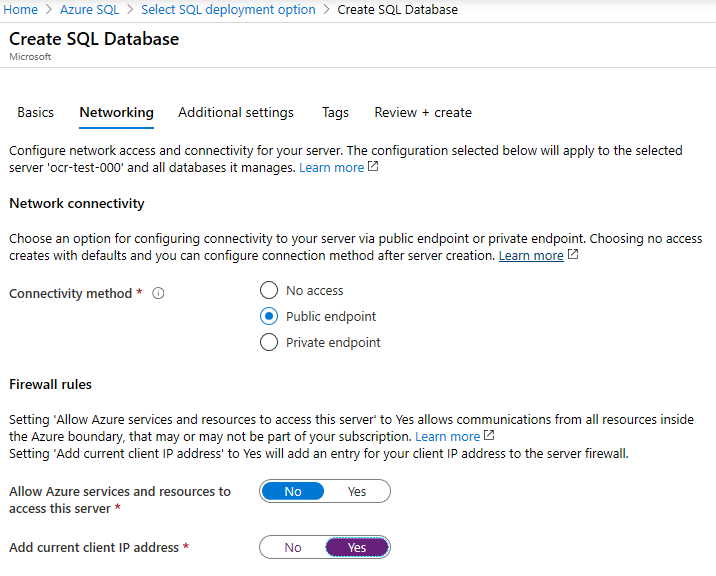 Home > Azure SQL > Select SQL deployment option > Create SQL Database
Create SQL Database
Microsoft
Basics Networking Additional settings Tags Review + create
Configure network access and connectivity for your server. The configuration selected below will apply to the selected
server 'ocr-test-000' and all databases it manages. Learn more
Network connectivity
Choose an option for configuring connectivity to your server via public endpoint or private endpoint. Choosing no access
creates with defaults and you can configure connection method after server creation. Learn more
Connectivity method *
No access
Public endpoint
Private endpoint
Firewall rules
Setting 'Allow Azure services and resources to access this server' to Yes allows communications from all resources inside
the Azure boundary, that may or may not be part of your subscription. Learn more
Setting 'Add current client IP address' to Yes will add an entry for your client IP address to the server firewall.
Allow Azure services and resources to
access this server *
No Yes
Add current client IP address *
No Yes